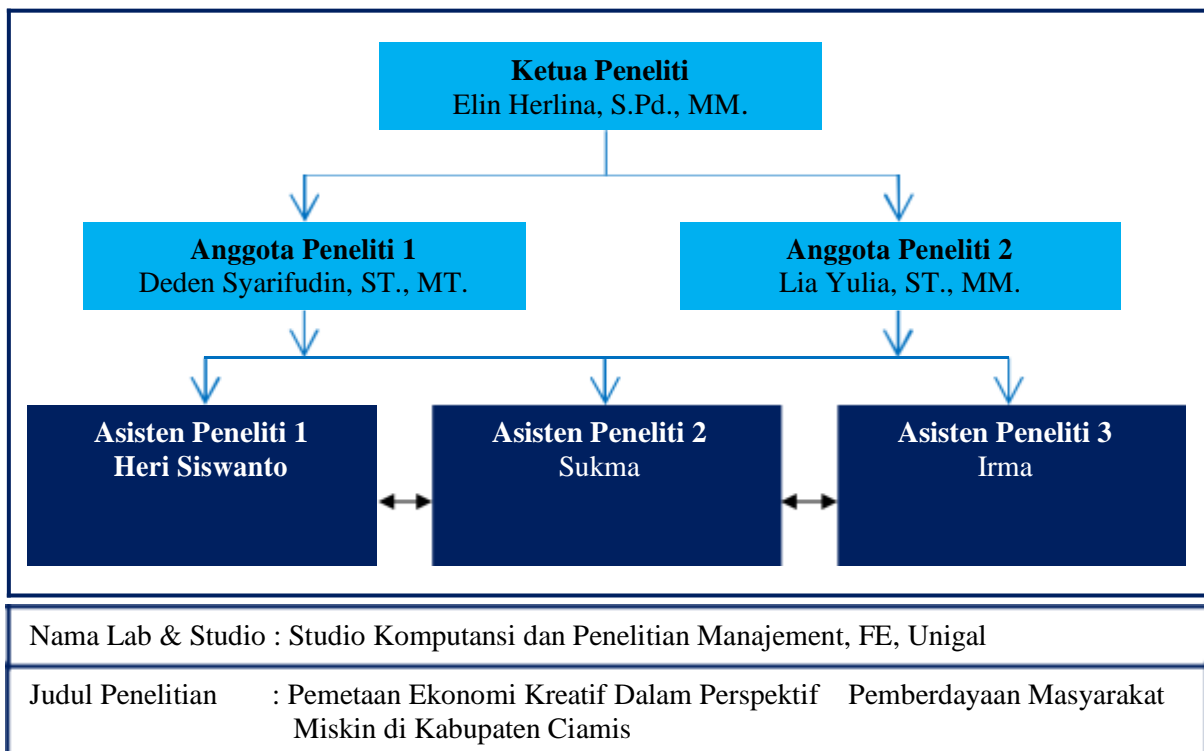 Ketua Peneliti
Elin Herlina, S.Pd., MM.
Anggota Peneliti 1
Deden Syarifudin, ST., MT.
Anggota Peneliti 2
Lia Yulia, ST., MM.
Asisten Peneliti 1
Heri Siswanto
Asisten Peneliti 2
Sukma
Asisten Peneliti 3
Irma
Nama Lab & Studio : Studio Komputansi dan Penelitian Manajement, FE, Unigal
Judul Penelitian : Pemetaan Ekonomi Kreatif Dalam Perspektif Pemberdayaan Masyarakat
Miskin di Kabupaten Ciamis